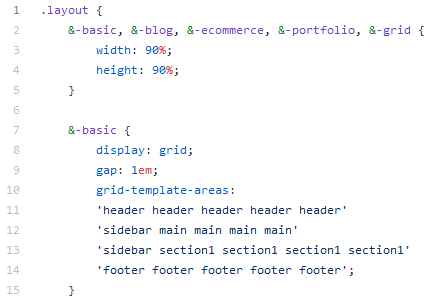 1 .layout {
2 &-basic, &-blog, &-ecommerce, &-portfolio, &-grid {
3 width: 90%;
4 height: 90%;
5 }
6
7 &-basic {
8 display: grid;
9 gap: 1em;
10 grid-template-areas:
11 'header header header header header'
12 'sidebar main main main main'
13 'sidebar section1 section1 section1 section1'
14 'footer footer footer footer footer';
15 }